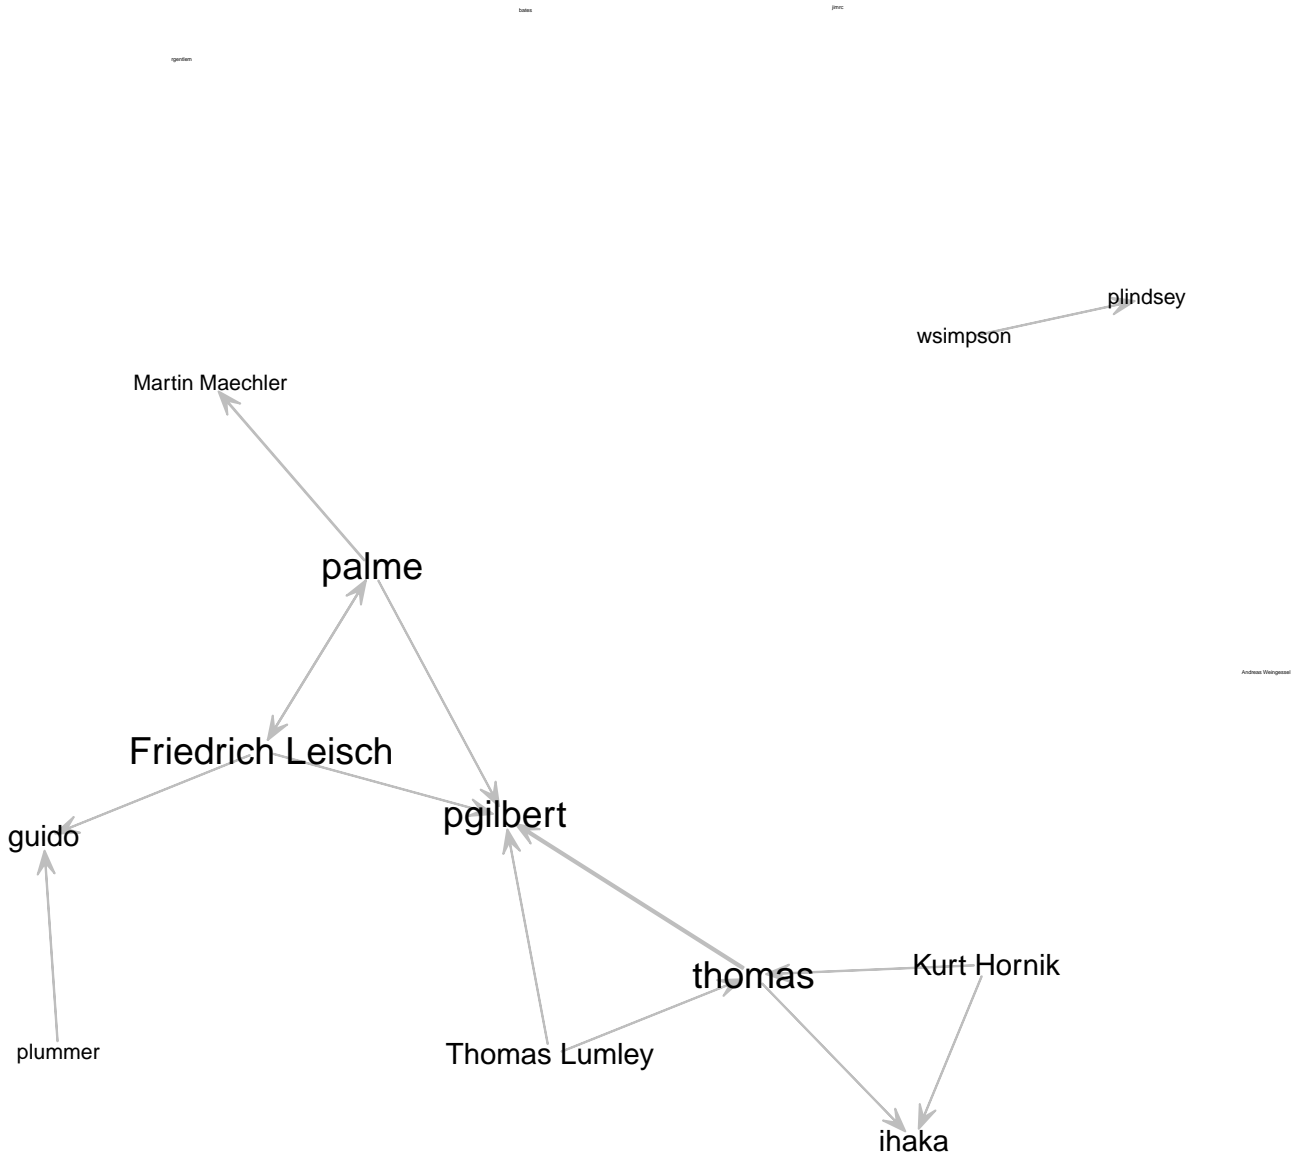 jimrc
bates
rgentlem
plindsey
wsimpson
Martin Maechler
palme
Andreas Weingessel
Friedrich Leisch
pgilbert
guido
Kurt Hornik
thomas
plummer
Thomas Lumley
ihaka